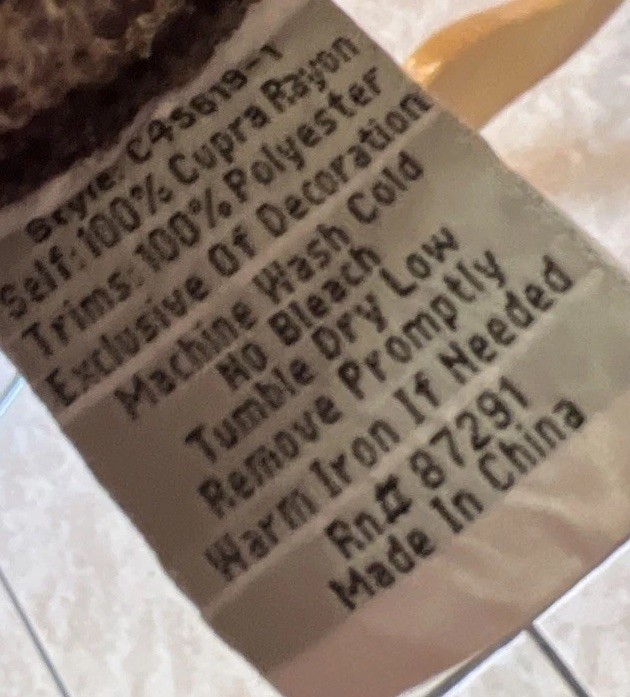 Style: C45619-1
Self: 100% Cupra Rayon
Trims: 100% Polyester
Exclusive Of Decoration
Machine Wash Cold
No Bleach
Tumble Dry Low
Remove Promptly
Warm Iron If Needed
Rn# 87291
Made In China